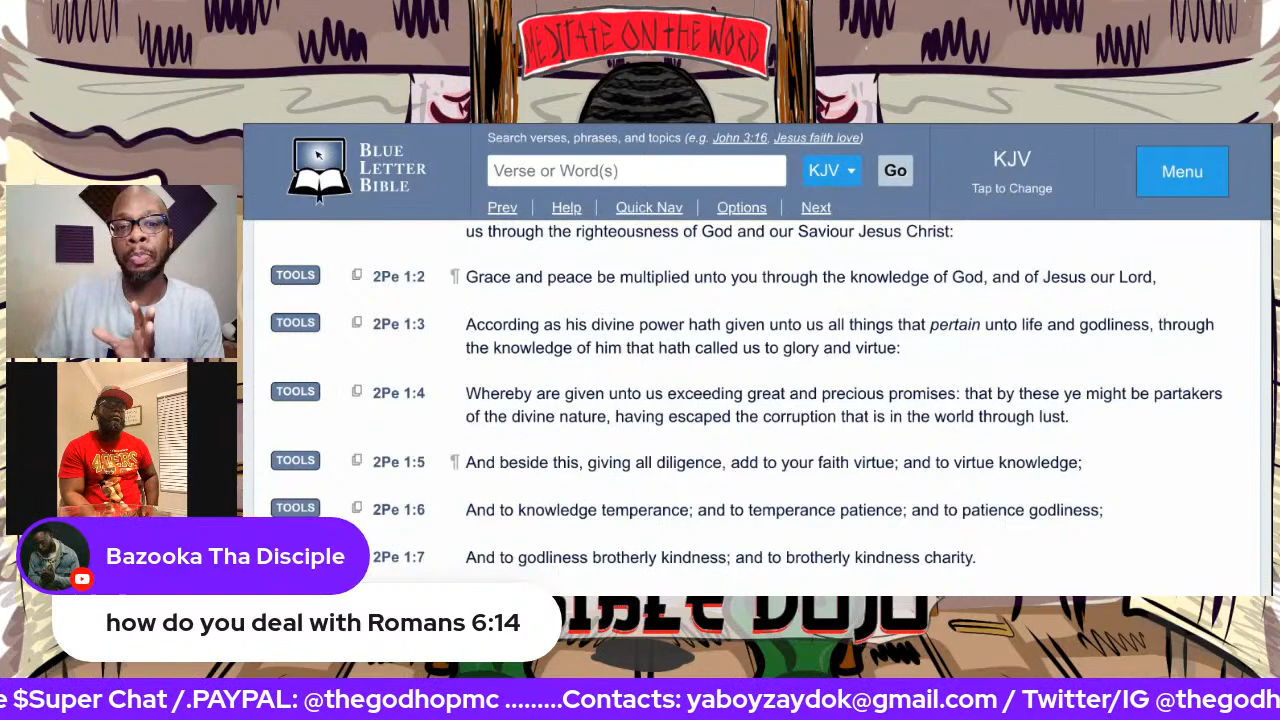 MEDITATE ON THE WORD
Search verses, phrases, and topics (e.g. John 3:16, Jesus faith love)
BLUE
LETTER
BIBLE
Verse or Word(s)
KJV
Go
KJV
Tap to Change
Menu
Prev
Help
Quick Nav
Options
Next
us through the righteousness of God and our Saviour Jesus Christ:
TOOLS 2Pe 1:2 ¶ Grace and peace be multiplied unto you through the knowledge of God, and of Jesus our Lord,
TOOLS 2Pe 1:3 According as his divine power hath given unto us all things that pertain unto life and godliness, through
the knowledge of him that hath called us to glory and virtue:
TOOLS 2Pe 1:4 Whereby are given unto us exceeding great and precious promises: that by these ye might be partakers
of the divine nature, having escaped the corruption that is in the world through lust.
TOOLS 2Pe 1:5 ¶ And beside this, giving all diligence, add to your faith virtue; and to virtue knowledge;
TOOLS 2Pe 1:6 And to knowledge temperance; and to temperance patience; and to patience godliness;
2Pe 1:7 And to godliness brotherly kindness; and to brotherly kindness charity.
49ERS
Bazooka Tha Disciple
how do you deal with Romans 6:14
BIBLE DOJO
e $Super Chat /.PAYPAL: @thegodhopmc .........Contacts: yaboyzaydok@gmail.com / Twitter/IG @thegodh